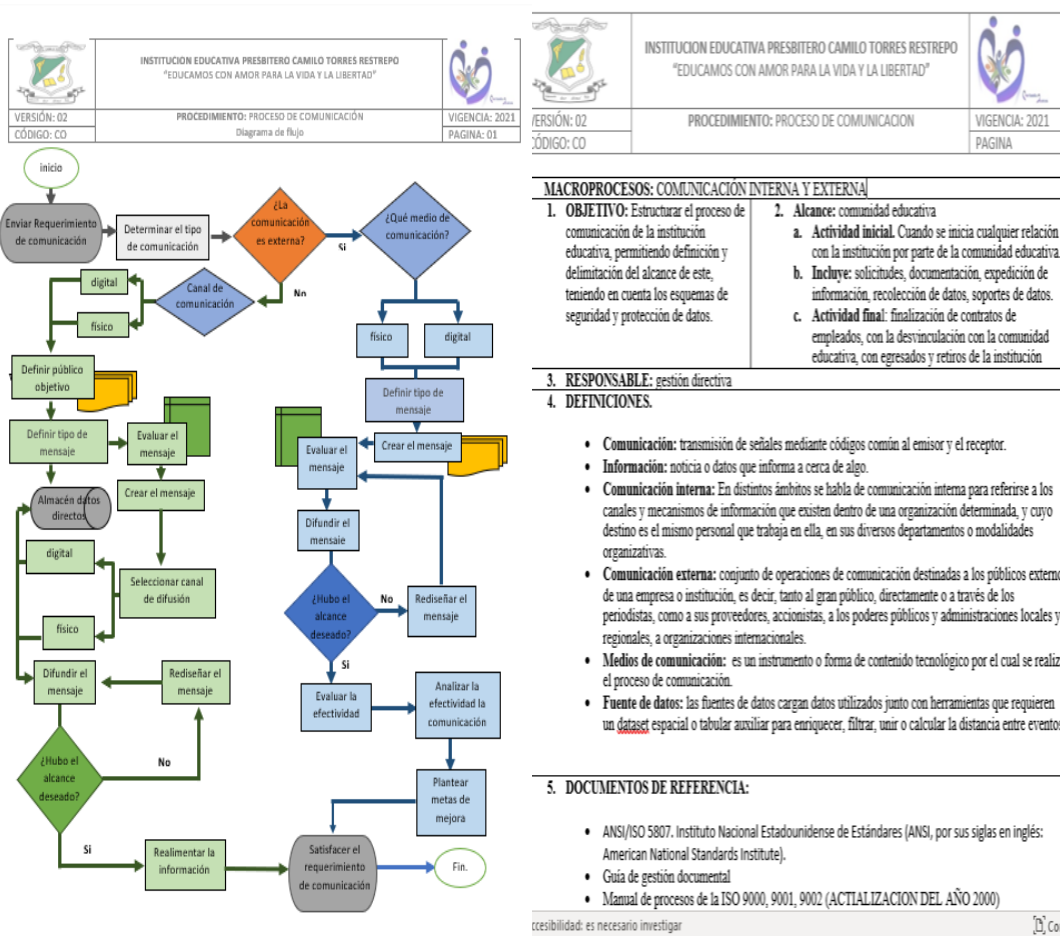 INSTITUCION EDUCATIVA PRESBITERO CAMILO TORRES RESTREPO
"EDUCAMOS CON AMOR PARA LA VIDA Y LA LIBERTAD"
VERSIÓN: 02
CÓDIGO: CO
PROCEDIMIENTO: PROCESO DE COMUNICACIÓN
Diagrama de flujo
VIGENCIA: 2021
PAGINA: 01
inicio
Enviar Requerimiento
de comunicación
Determinar el tipo
de comunicación
¿La
comunicación
es externa?
Si
No
¿Qué medio de
comunicación?
Canal de
comunicación
digital
físico
físico
digital
Definir público
objetivo
Definir tipo de
mensaje
Evaluar el
mensaje
Almacén datos
directos
Crear el mensaje
digital
físico
Seleccionar canal
de difusión
Difundir el
mensaje
Rediseñar el
mensaje
¿Hubo el
alcance
deseado?
No
Si
Realimentar la
información
Definir tipo de
mensaje
Crear el mensaje
Evaluar el
mensaje
Difundir el
mensaje
¿Hubo el
alcance
deseado?
No
Rediseñar el
mensaje
Si
Evaluar la
efectividad
Analizar la
efectividad la
comunicación
Plantear
metas de
mejora
Satisfacer el
requerimiento
de comunicación
Fin.
INSTITUCION EDUCATIVA PRESBITERO CAMILO TORRES RESTREPO
"EDUCAMOS CON AMOR PARA LA VIDA Y LA LIBERTAD"
VERSIÓN: 02
CÓDIGO: CO
PROCEDIMIENTO: PROCESO DE COMUNICACION
VIGENCIA: 2021
PAGINA
MACROPROCESOS: COMUNICACIÓN INTERNA Y EXTERNA
1. OBJETIVO: Estructurar el proceso de
comunicación de la institución
educativa, permitiendo definición y
delimitación del alcance de este,
teniendo en cuenta los esquemas de
seguridad y protección de datos.
2. Alcance: comunidad educativa
a. Actividad inicial. Cuando se inicia cualquier relación
con la institución por parte de la comunidad educativa.
b. Incluye: solicitudes, documentación, expedición de
información, recolección de datos, soportes de datos.
c. Actividad final: finalización de contratos de
empleados, con la desvinculación con la comunidad
educativa, con egresados y retiros de la institución
3. RESPONSABLE: gestión directiva
4. DEFINICIONES.
• Comunicación: transmisión de señales mediante códigos común al emisor y el receptor.
• Información: noticia o datos que informa a cerca de algo.
• Comunicación interna: En distintos ámbitos se habla de comunicación interna para referirse a los
canales y mecanismos de información que existen dentro de una organización determinada, y cuyo
destino es el mismo personal que trabaja en ella, en sus diversos departamentos o modalidades
organizativas.
• Comunicación externa: conjunto de operaciones de comunicación destinadas a los públicos externo
de una empresa o institución, es decir, tanto al gran público, directamente o a través de los
periodistas, como a sus proveedores, accionistas, a los poderes públicos y administraciones locales y
regionales, a organizaciones internacionales.
• Medios de comunicación: es un instrumento o forma de contenido tecnológico por el cual se realiz
el proceso de comunicación.
• Fuente de datos: las fuentes de datos cargan datos utilizados junto con herramientas que requieren
un dataset espacial o tabular auxiliar para enriquecer, filtrar, unir o calcular la distancia entre evento
5. DOCUMENTOS DE REFERENCIA:
• ANSI/ISO 5807. Instituto Nacional Estadounidense de Estándares (ANSI, por sus siglas en inglés:
American National Standards Institute).
• Guía de gestión documental
• Manual de procesos de la ISO 9000, 9001, 9002 (ACTIALIZACION DEL AÑO 2000)
ccesibilidad: es necesario investigar
Co